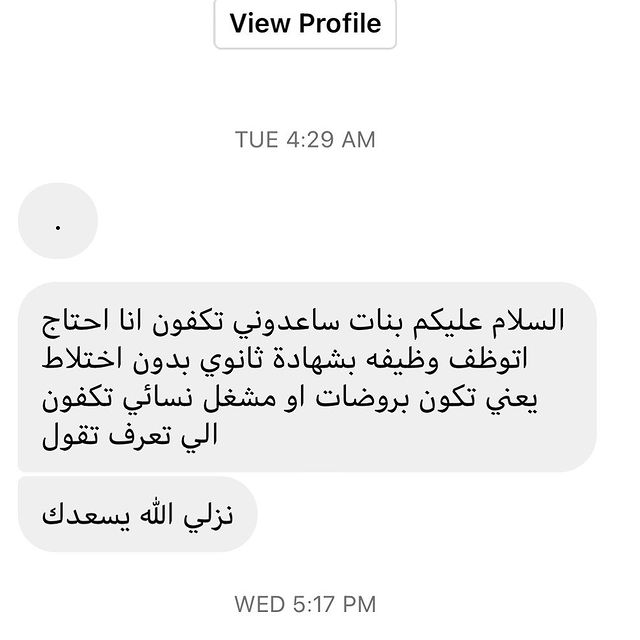 View Profile
TUE 4:29 AM
.
السلام عليكم بنات ساعدوني تكفون انا احتاج
اتوظف وظيفه بشهادة ثانوي بدون اختلاط
يعني تكون بروضات او مشغل نسائي تكفون
الي تعرف تقول
نزلي الله يسعدك
WED 5:17 PM